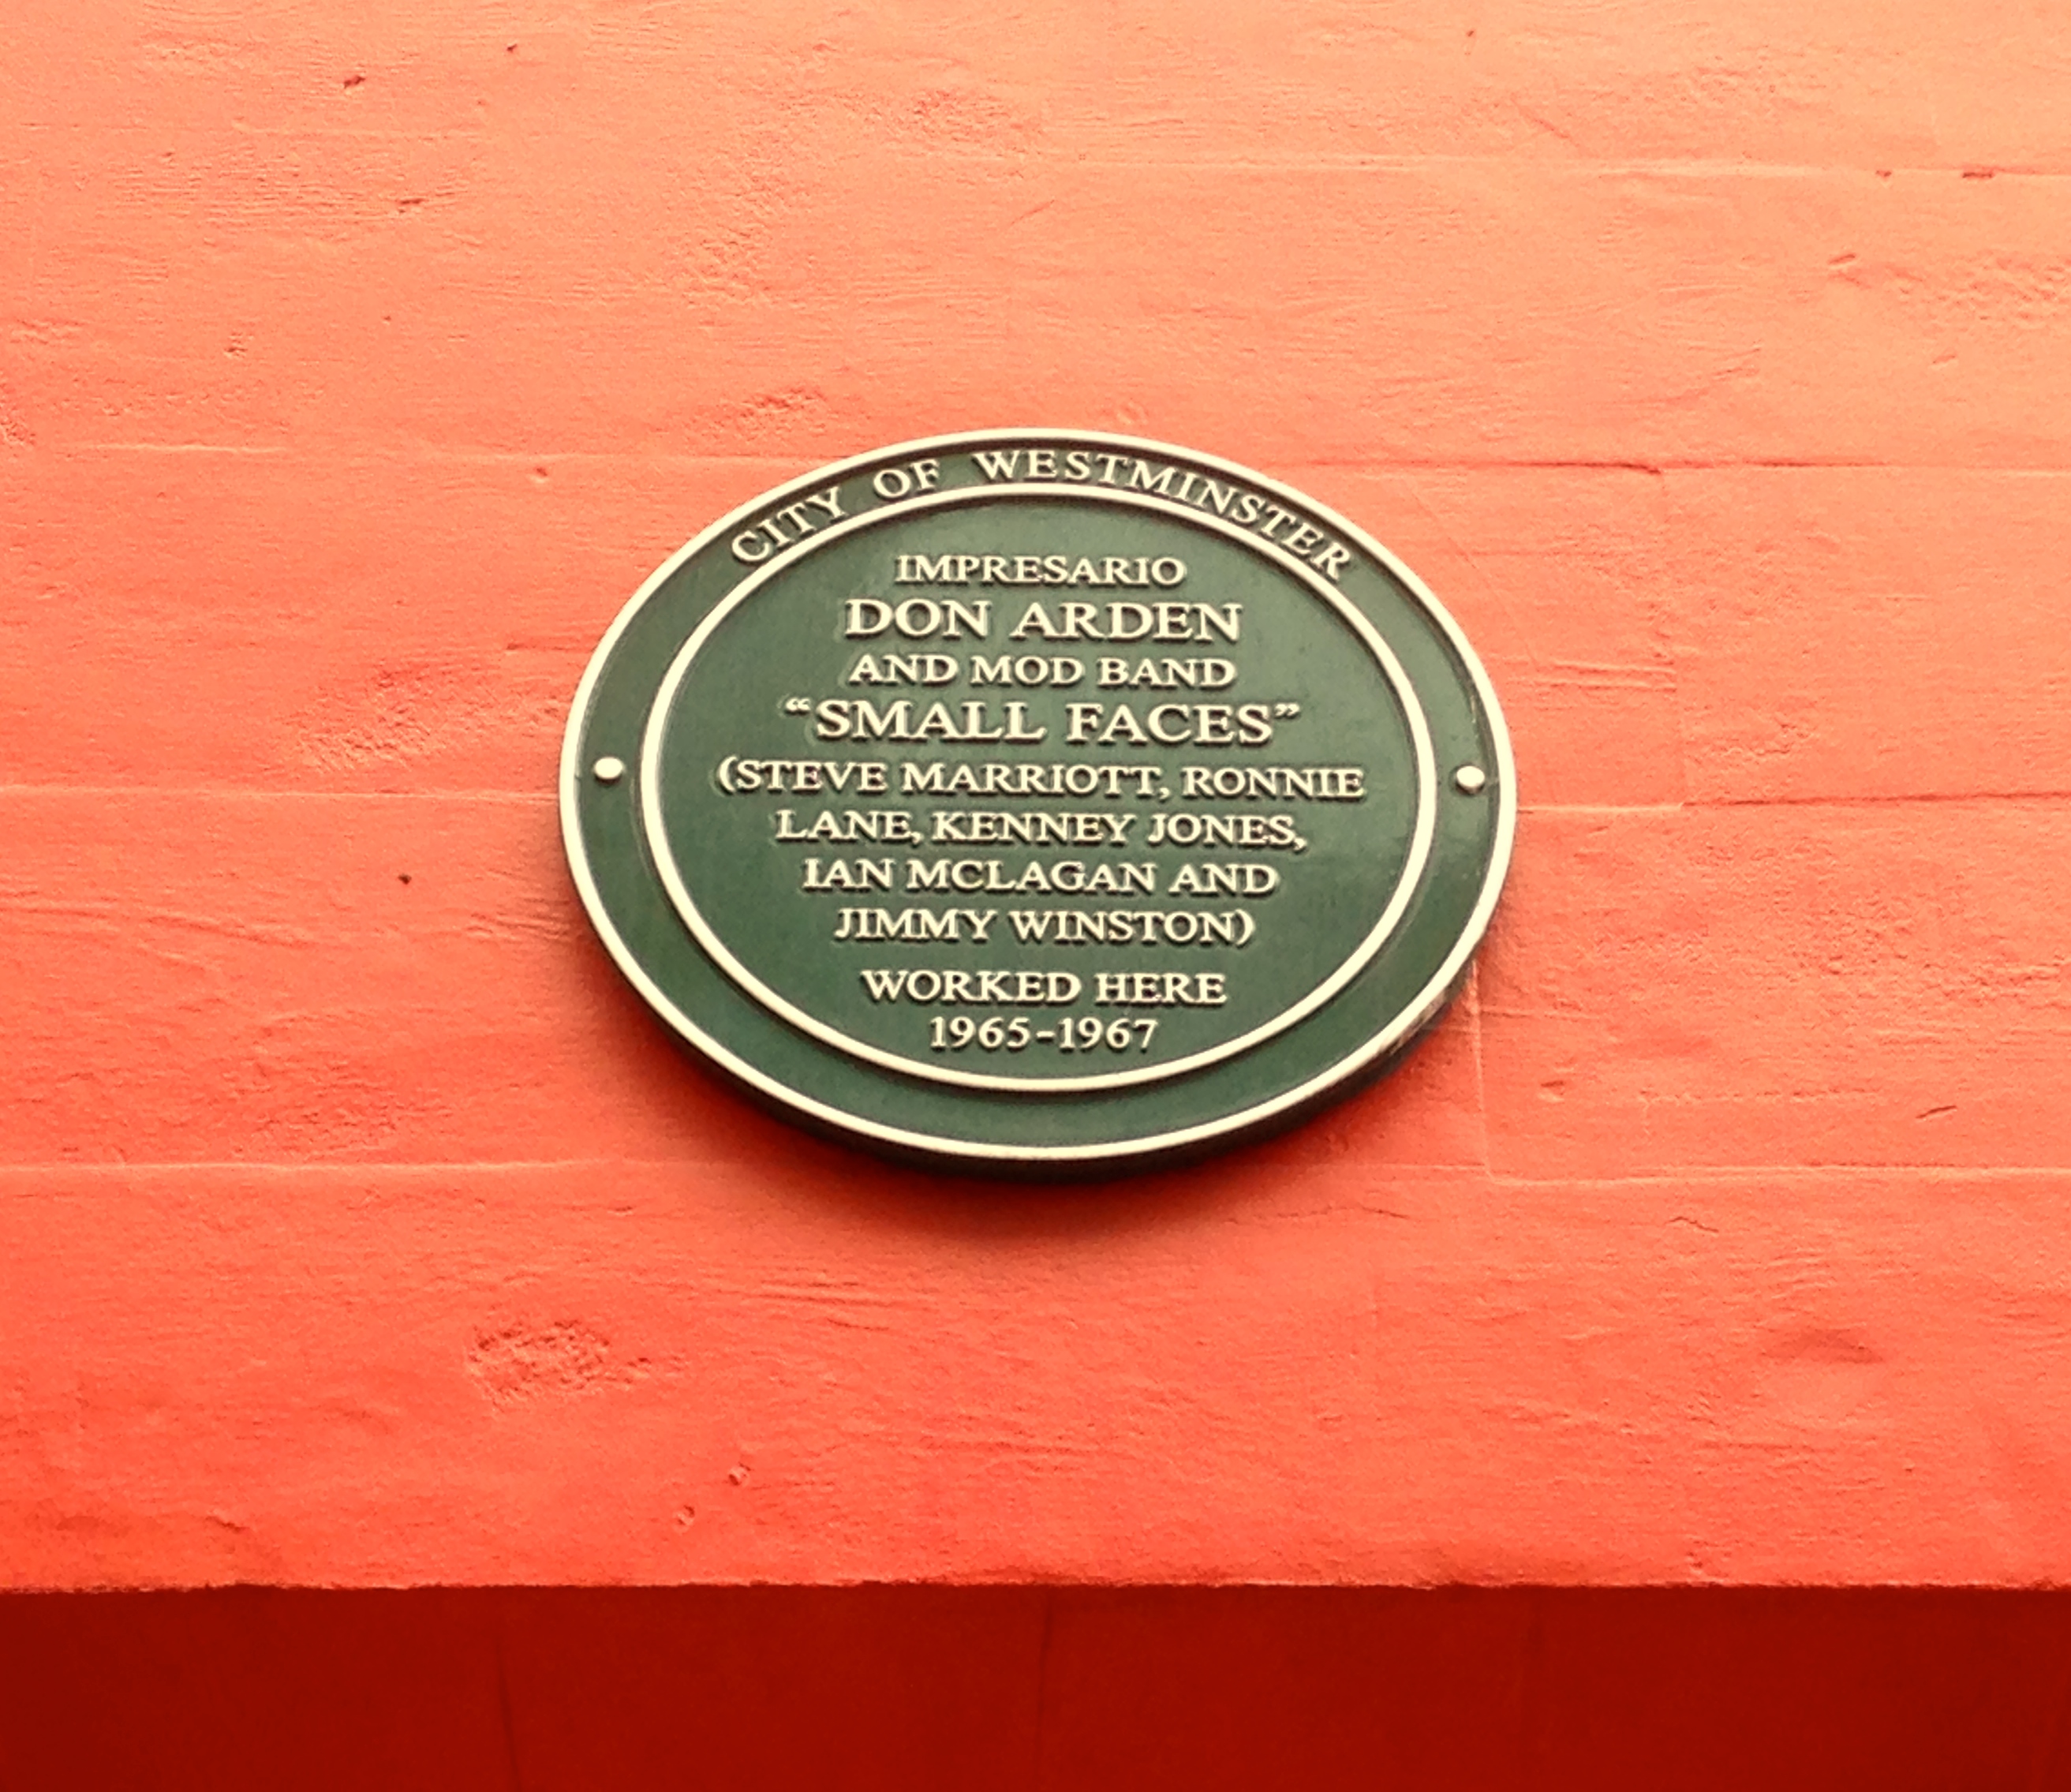 CITY OF WESTMINSTER
IMPRESARIO
DON ARDEN
AND MOD BAND
“SMALL FACES”
(STEVE MARRIOTT, RONNIE
LANE, KENNEY JONES,
IAN MCLAGAN AND
JIMMY WINSTON)
WORKED HERE
1965-1967